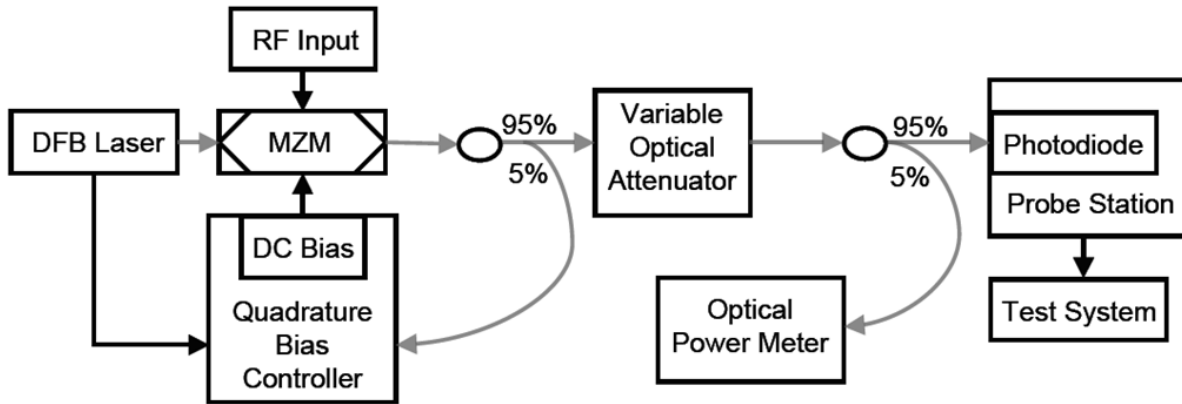 RF Input
DFB Laser
MZM
DC Bias
Quadrature
Bias
Controller
95%
5%
Variable
Optical
Attenuator
95%
5%
Optical
Power Meter
Photodiode
Probe Station
Test System